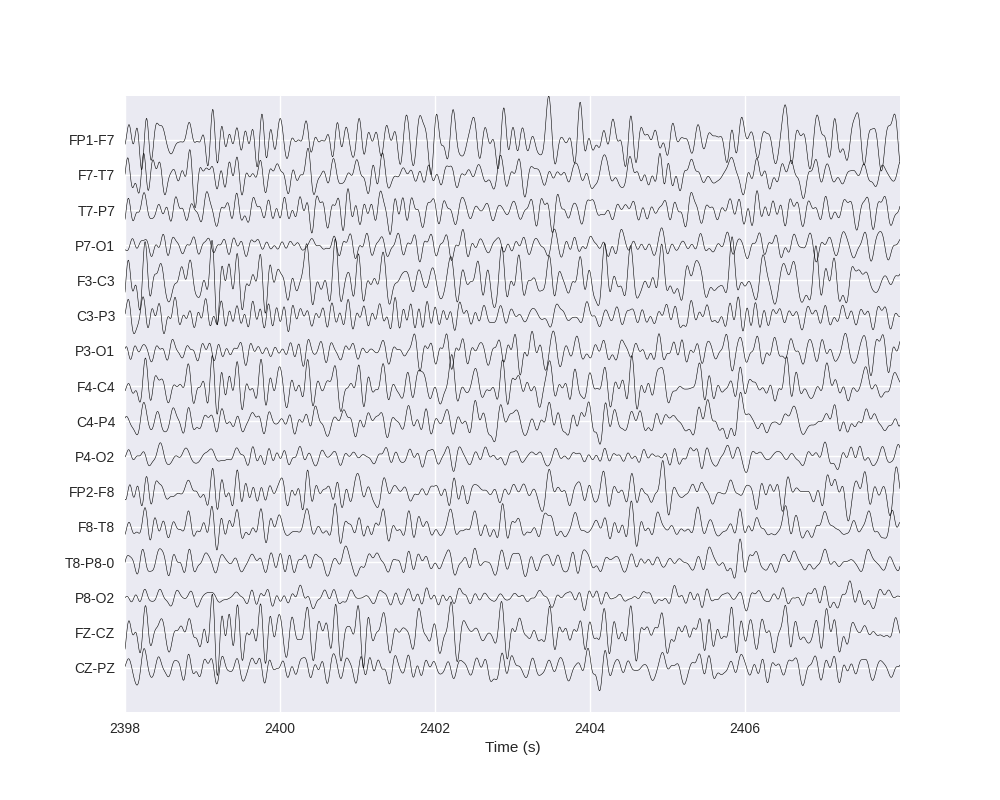 FP1-F7
F7-T7
T7-P7
P7-O1
F3-C3
C3-P3
P3-O1
F4-C4
C4-P4
P4-O2
FP2-F8
F8-T8
T8-P8-0
P8-O2
FZ-CZ
CZ-PZ
2398 2400 2402 2404 2406
Time (s)